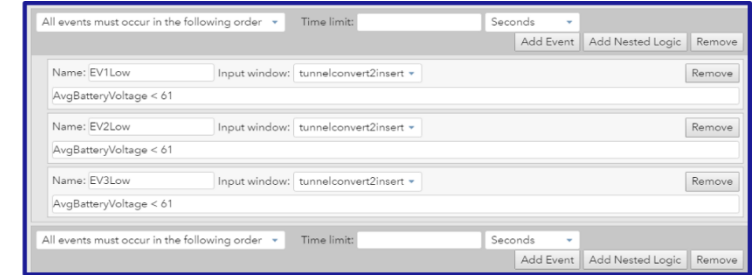 All events must occur in the following order Time limit: Seconds
Add Event Add Nested Logic Remove
Name: EV1Low Input window: tunnelconvert2insert Remove
AvgBatteryVoltage < 61
Name: EV2Low Input window: tunnelconvert2insert Remove
AvgBatteryVoltage < 61
Name: EV3Low Input window: tunnelconvert2insert Remove
AvgBatteryVoltage < 61
All events must occur in the following order Time limit: Seconds
Add Event Add Nested Logic Remove